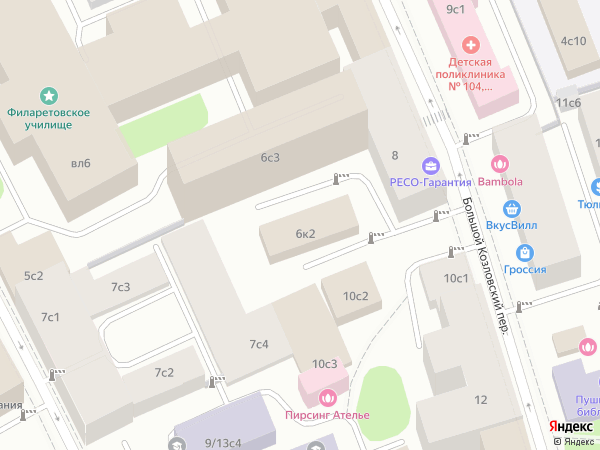 9с1
4с10
Детская
поликлиника
№ 104,...
Филаретовское
училище
11с6
вл6
6с3
8
РЕСО-Гарантия
Bambola
Большой Козловский пер.
ВкусВилл
6к2
Гроссия
5с2
7с3
10с2
10с1
7с1
7с4
10с3
7с2
12
Пирсинг Ателье
9/13с4
Яндекс